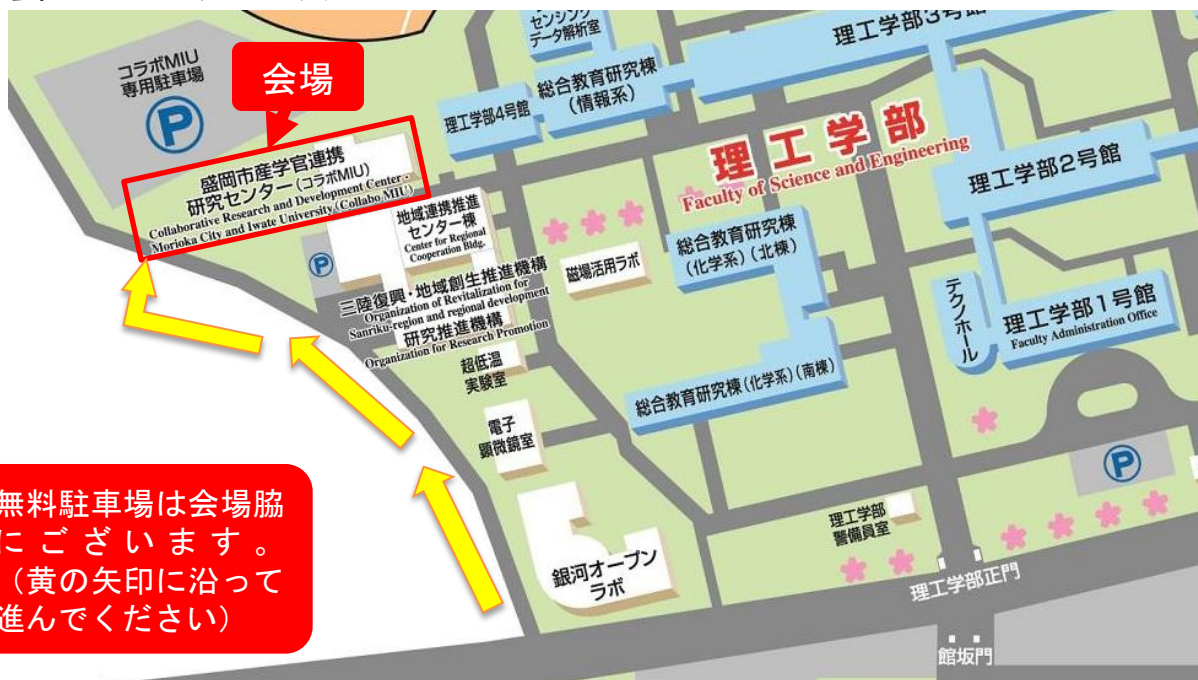 コラボMIU
専用駐車場
P
会場
盛岡市産学官連携
研究センター(コラボMIU)
Collaborative Research and Development Center -
Morioka City and Iwate University (Collabo MIU)
センシング
データ解析室
総合教育研究棟
(情報系)
理工学部4号館
理工学部3号館
理工学部
Faculty of Science and Engineering
理工学部2号館
地域連携推進
センター棟
Center for Regional
Cooperation Bldg.
P
三陸復興・地域創生推進機構
Organization of Revitalization for
Sanriku-region and regional development
研究推進機構
Organization for Research Promotion
磁場活用ラボ
総合教育研究棟
(化学系)(北棟)
テクノホール
理工学部1号館
Faculty Administration Office
超低温
実験室
総合教育研究棟(化学系)(南棟)
電子
顕微鏡室
P
無料駐車場は会場脇
にございます。
(黄の矢印に沿って
進んでください)
銀河オープン
ラボ
理工学部
警備員室
理工学部正門
館坂門